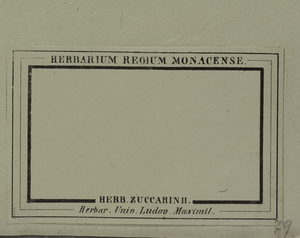 HERBARIUM REGIUM MONACENSE.
HERB. ZUCCARINII.
Herbar. Univ. Ludov. Maximil.